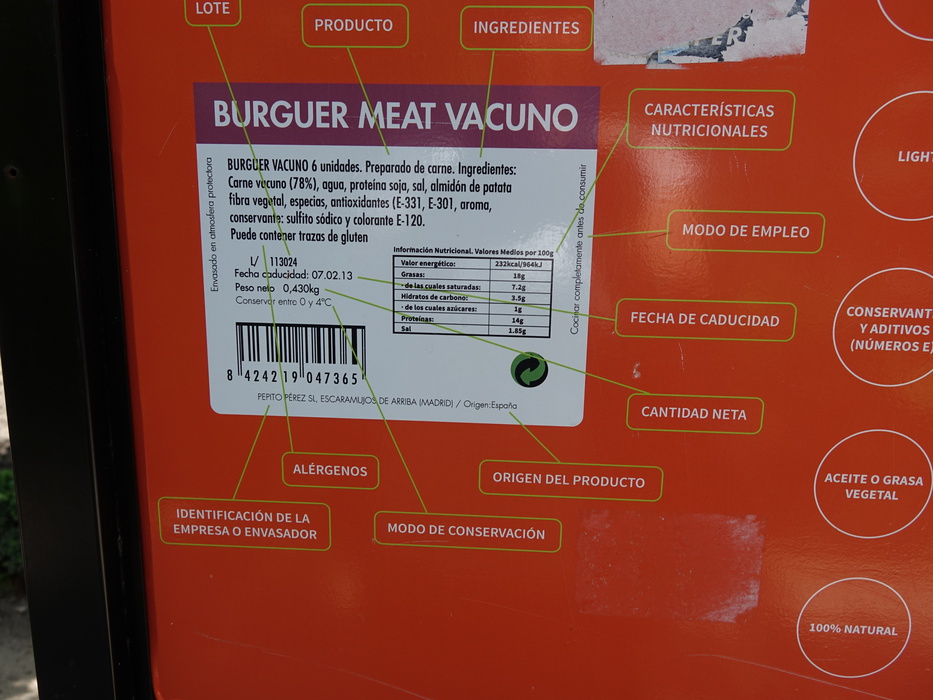 LOTE
PRODUCTO
INGREDIENTES
BURGUER MEAT VACUNO
CARACTERÍSTICAS
NUTRICIONALES
LIGHT
Envasado en atmosfera protectora
BURGUER VACUNO 6 unidades. Preparado de carne. Ingredientes:
Carne vacuno (78%), agua, proteína soja, sal, almidón de patata
fibra vegetal, especias, antioxidantes (E-331, E-301, aroma,
conservante: sulfito sódico y colorante E-120.
Puede contener trazas de gluten
Cocinar completamente antes de consumir
MODO DE EMPLEO
L/ 113024
Fecha caducidad: 07.02.13
Peso neto 0,430kg
Conservar entro 0 y 4ºC
Información Nutricional. Valores Medios por 100g
Valor energético: 232kcal/964kJ
Grasas: 18g
- de las cuales saturadas: 7.2g
Hidratos de carbono: 3.5g
- de los cuales azúcares: 1g
Proteínas: 14g
Sal 1.85g
FECHA DE CADUCIDAD
CONSERVANT
Y ADITIVOS
(NÚMEROS E)
8 424219 047365
PEPITO PÉREZ SL, ESCARAMUJOS DE ARRIBA (MADRID) / Origen:España
CANTIDAD NETA
ALÉRGENOS
ORIGEN DEL PRODUCTO
ACEITE O GRASA
VEGETAL
IDENTIFICACIÓN DE LA
EMPRESA O ENVASADOR
MODO DE CONSERVACIÓN
100% NATURAL